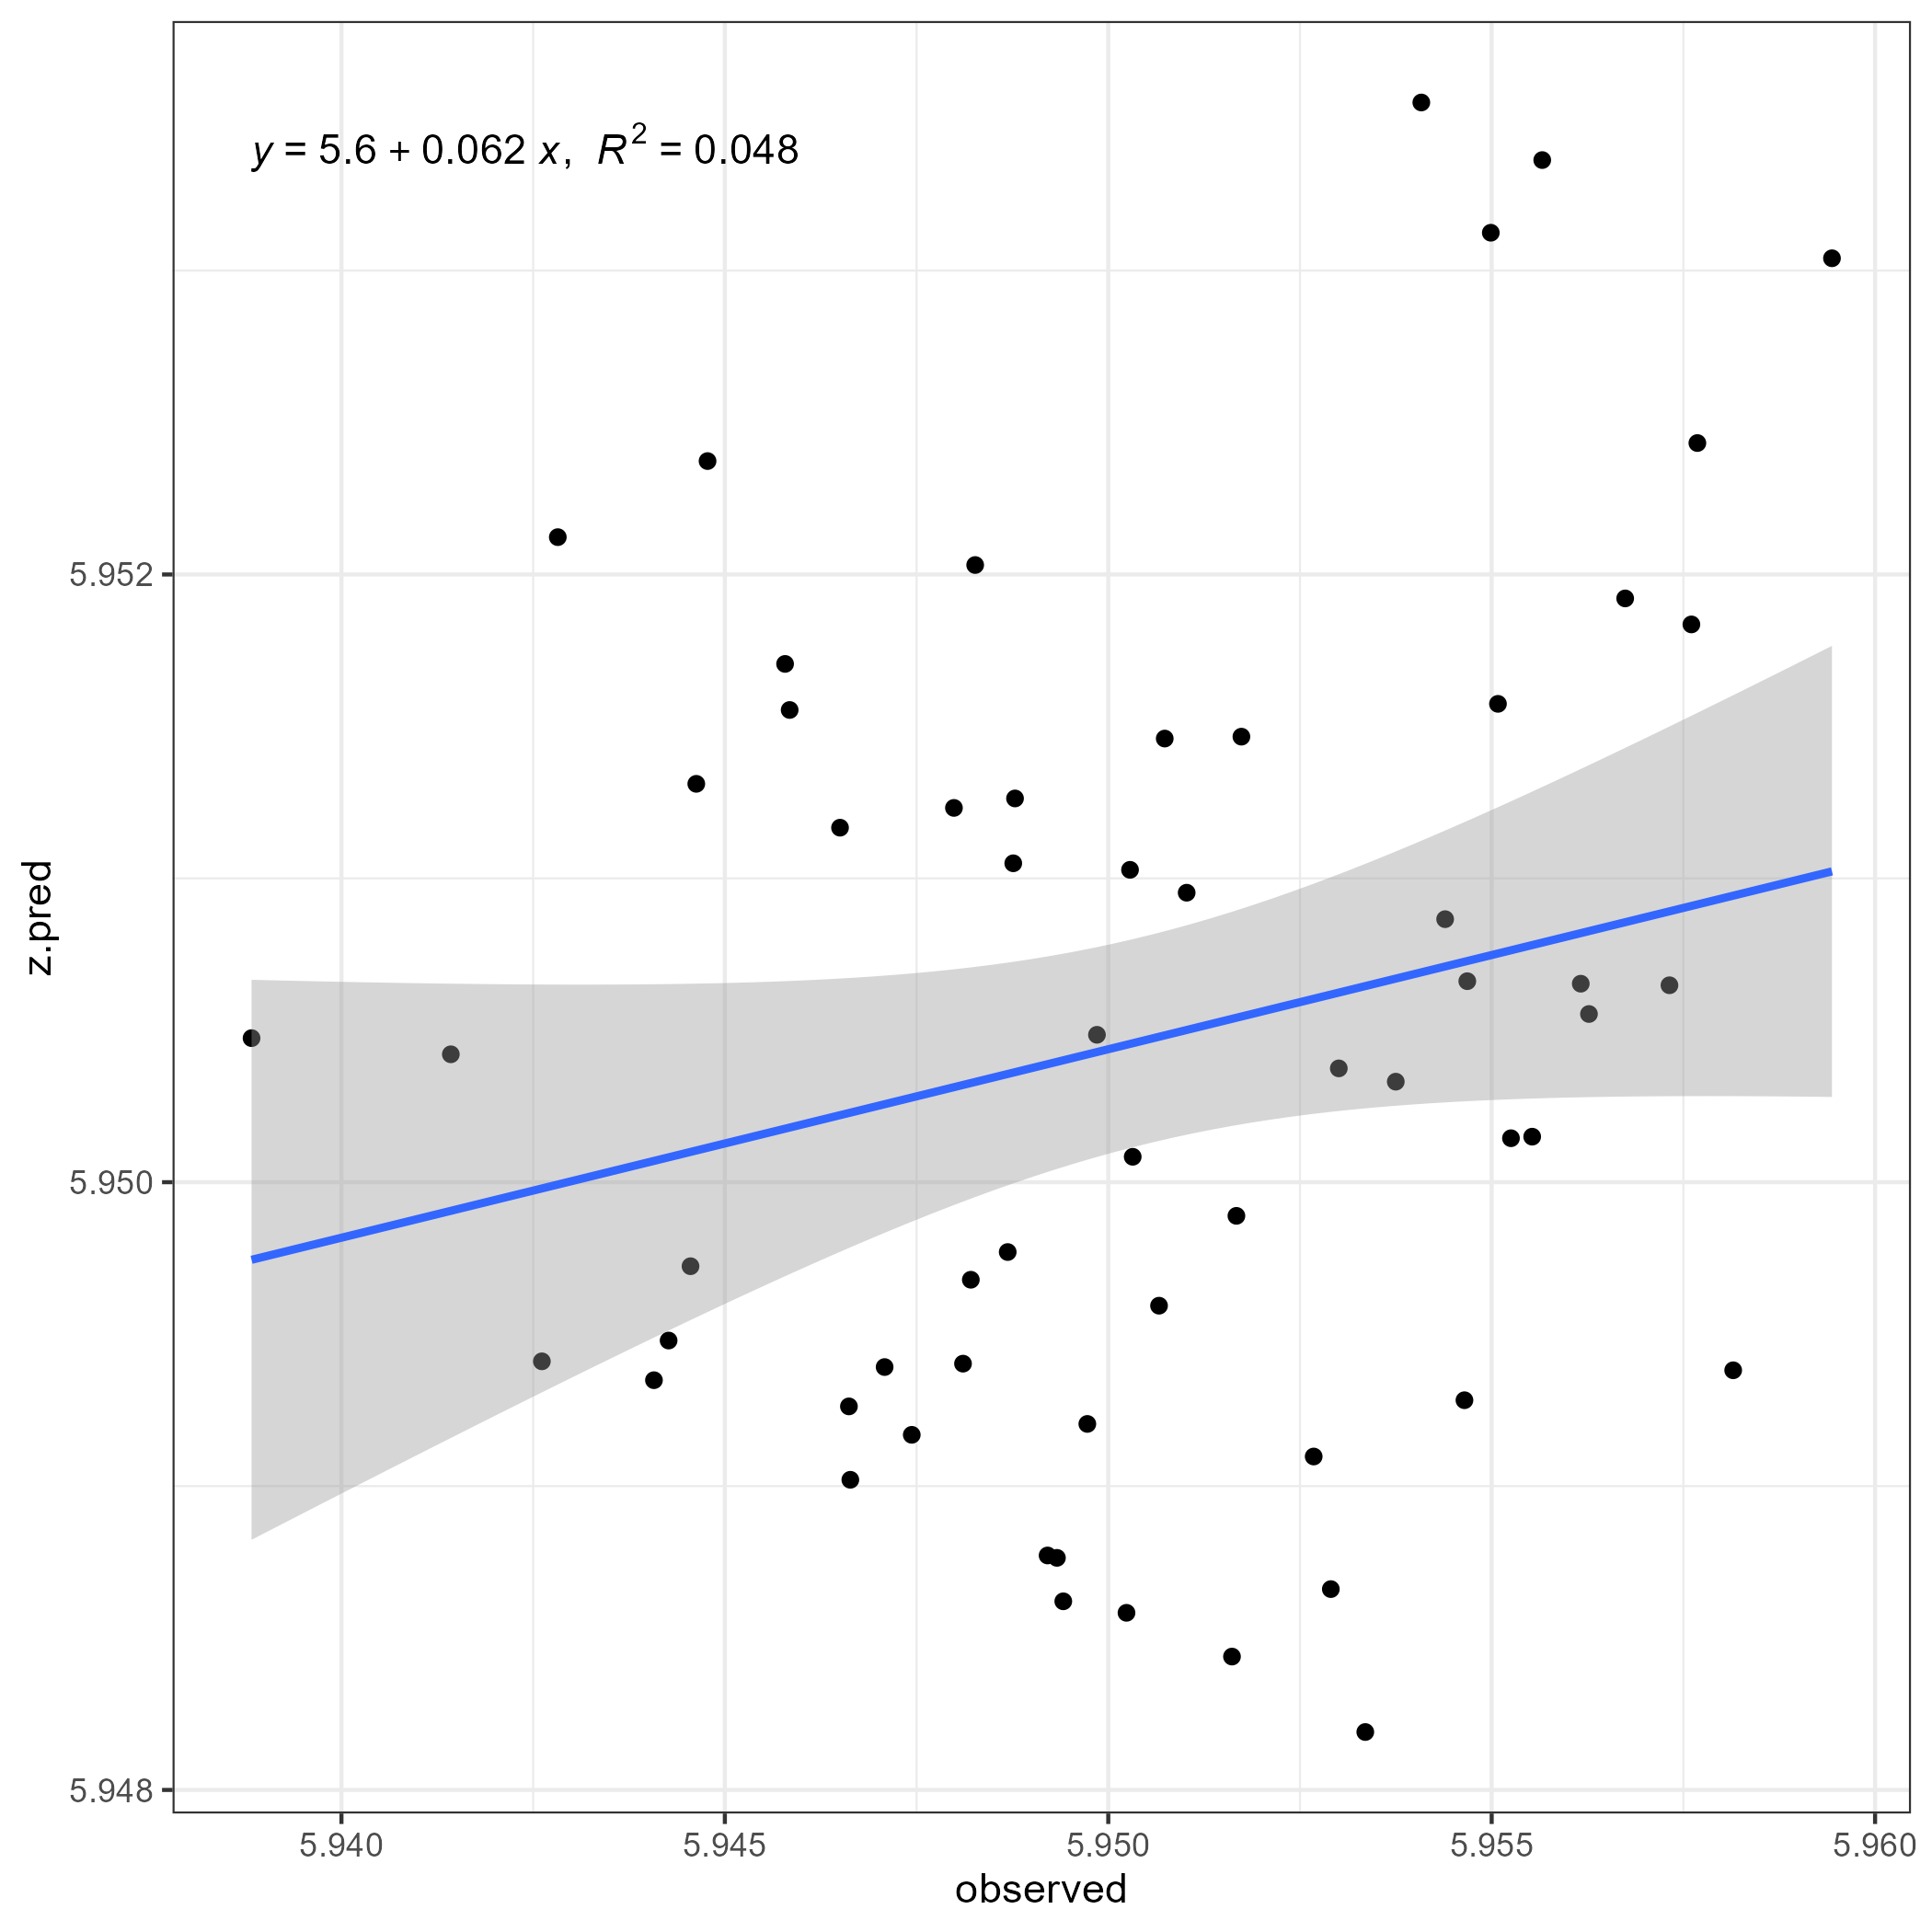 y = 5.6 + 0.062 x, R² = 0.048
z.pred
5.952
5.950
5.948
5.940 5.945 5.950 5.955 5.960
observed